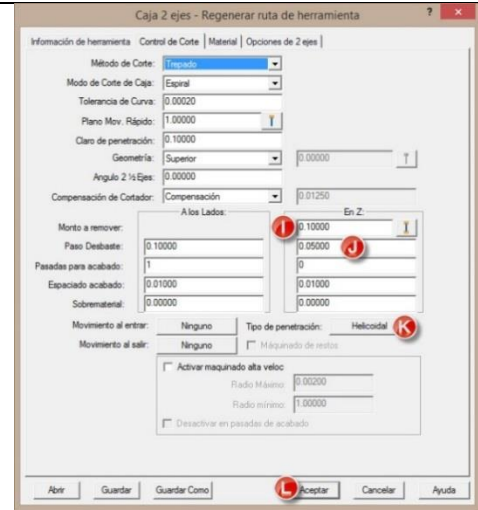 Caja 2 ejes - Regenerar ruta de herramienta ? ×
Información de herramienta Control de Corte Material Opciones de 2 ejes
Método de Corte: Trepado
Modo de Corte de Caja: Espiral
Tolerancia de Curva: 0.00020
Plano Mov. Rápido: 1.00000
Claro de penetración: 0.10000
Geometría: Superior 0.00000
Angulo 2 ½ Ejes: 0.00000
Compensación de Cortador: Compensación 0.01250
A los Lados: En Z:
Monto a remover: I 0.10000
Paso Desbaste: 0.10000 0.05000 J
Pasadas para acabado: 1 0
Espaciado acabado: 0.01000 0.01000
Sobrematerial: 0.00000 0.00000
Movimiento al entrar: Ninguno Tipo de penetración: Helicoidal K
Movimiento al salir: Ninguno Máquinado de restos
Activar maquinado alta veloc
Radio Máximo: 0.00200
Radio mínimo: 1.00000
Desactivar en pasadas de acabado
Abrir Guardar Guardar Como L Aceptar Cancelar Ayuda